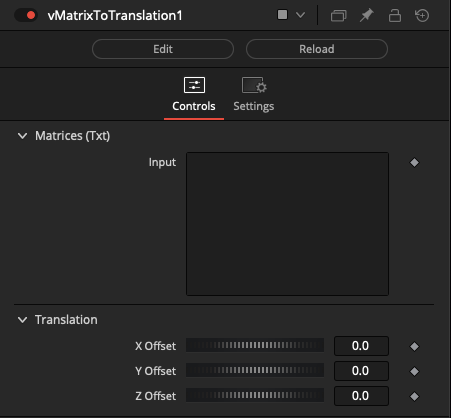 vMatrixToTranslation1
Edit Reload
Controls Settings
Matrices (Txt)
Input
Translation
X Offset 0.0
Y Offset 0.0
Z Offset 0.0